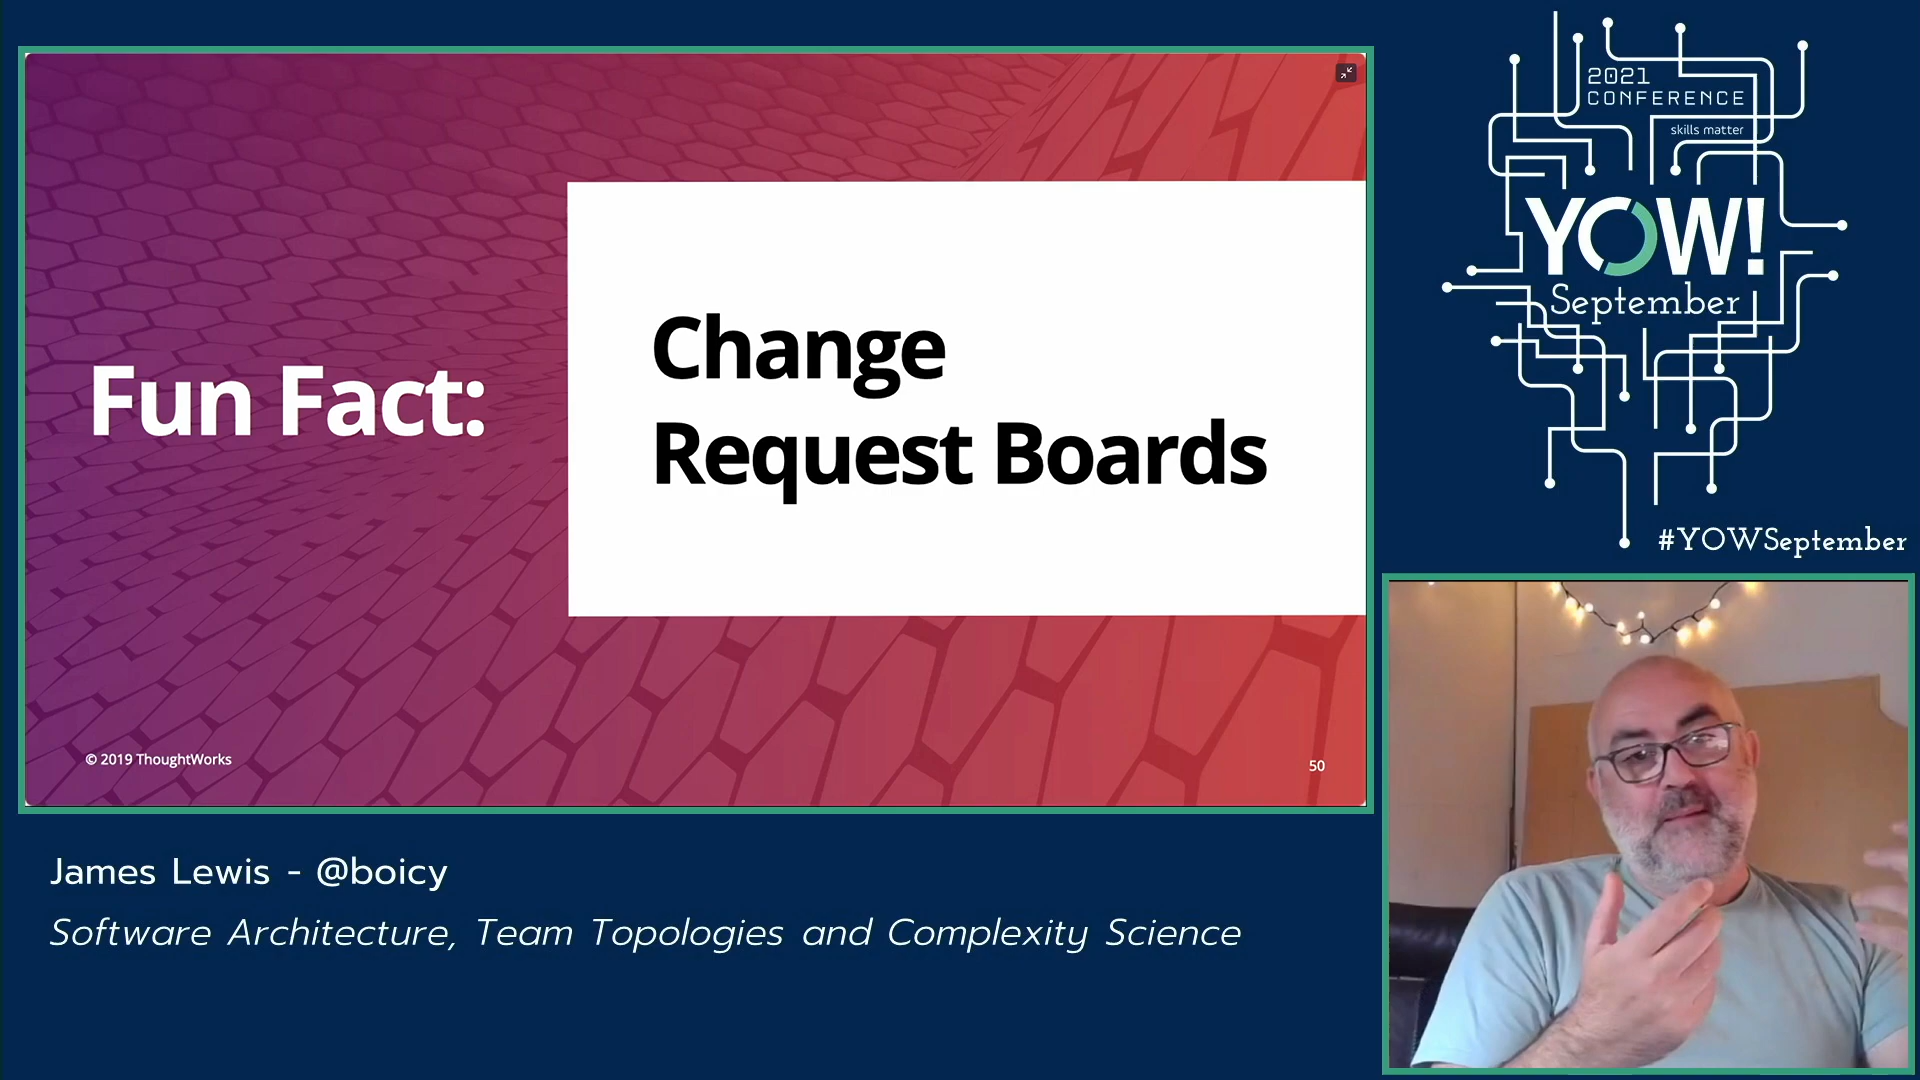 Fun Fact:
Change
Request Boards
© 2019 ThoughtWorks
50
2021
CONFERENCE
skills matter
YOW!
September
#YOWSeptember
James Lewis - @boicy
Software Architecture, Team Topologies and Complexity Science